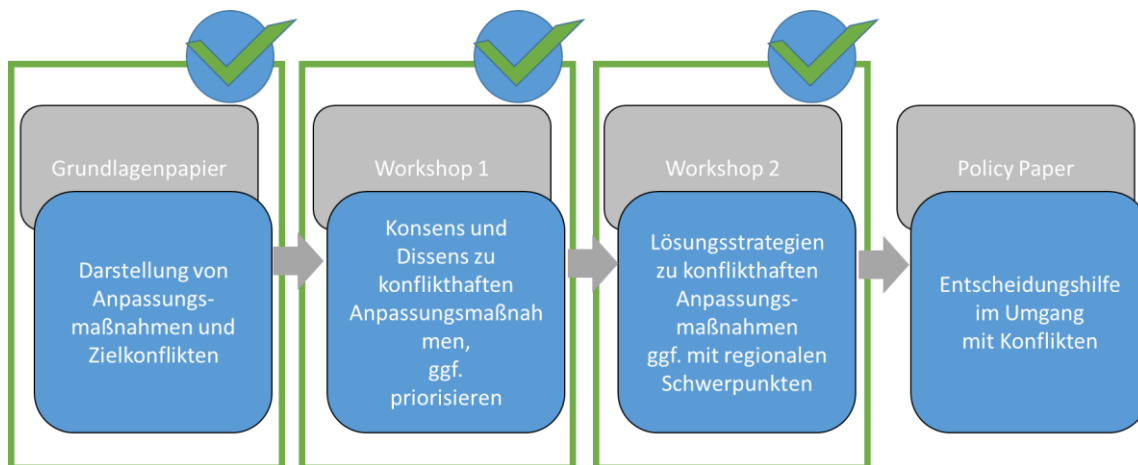 Grundlagenpapier
Darstellung von
Anpassungs-
maßnahmen und
Zielkonflikten
Workshop 1
Konsens und
Dissens zu
konflikthaften
Anpassungsmaßnah
men,
ggf.
priorisieren
Workshop 2
Lösungsstrategien
zu konflikthaften
Anpassungs-
maßnahmen
ggf. mit regionalen
Schwerpunkten
Policy Paper
Entscheidungshilfe
im Umgang
mit Konflikten